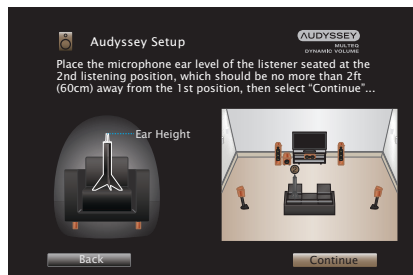 Audyssey Setup
AUDYSSEY
MULTEQ
DYNAMIC VOLUME
Place the microphone ear level of the listener seated at the
2nd listening position, which should be no more than 2ft
(60cm) away from the 1st position, then select “Continue”...
Ear Height
Back
Continue